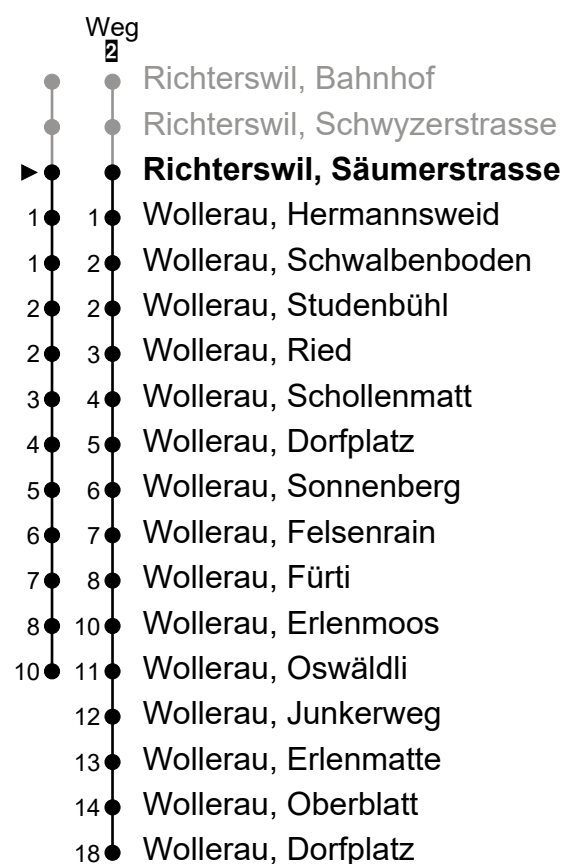 Weg
2
Richterswil, Bahnhof
Richterswil, Schwyzerstrasse
Richterswil, Säumerstrasse
1 1 Wollerau, Hermannsweid
1 2 Wollerau, Schwalbenboden
2 2 Wollerau, Studenbühl
2 3 Wollerau, Ried
3 4 Wollerau, Schollenmatt
4 5 Wollerau, Dorfplatz
5 6 Wollerau, Sonnenberg
6 7 Wollerau, Felsenrain
7 8 Wollerau, Fürti
8 10 Wollerau, Erlenmoos
10 11 Wollerau, Oswäldli
12 Wollerau, Junkerweg
13 Wollerau, Erlenmatte
14 Wollerau, Oberblatt
18 Wollerau, Dorfplatz